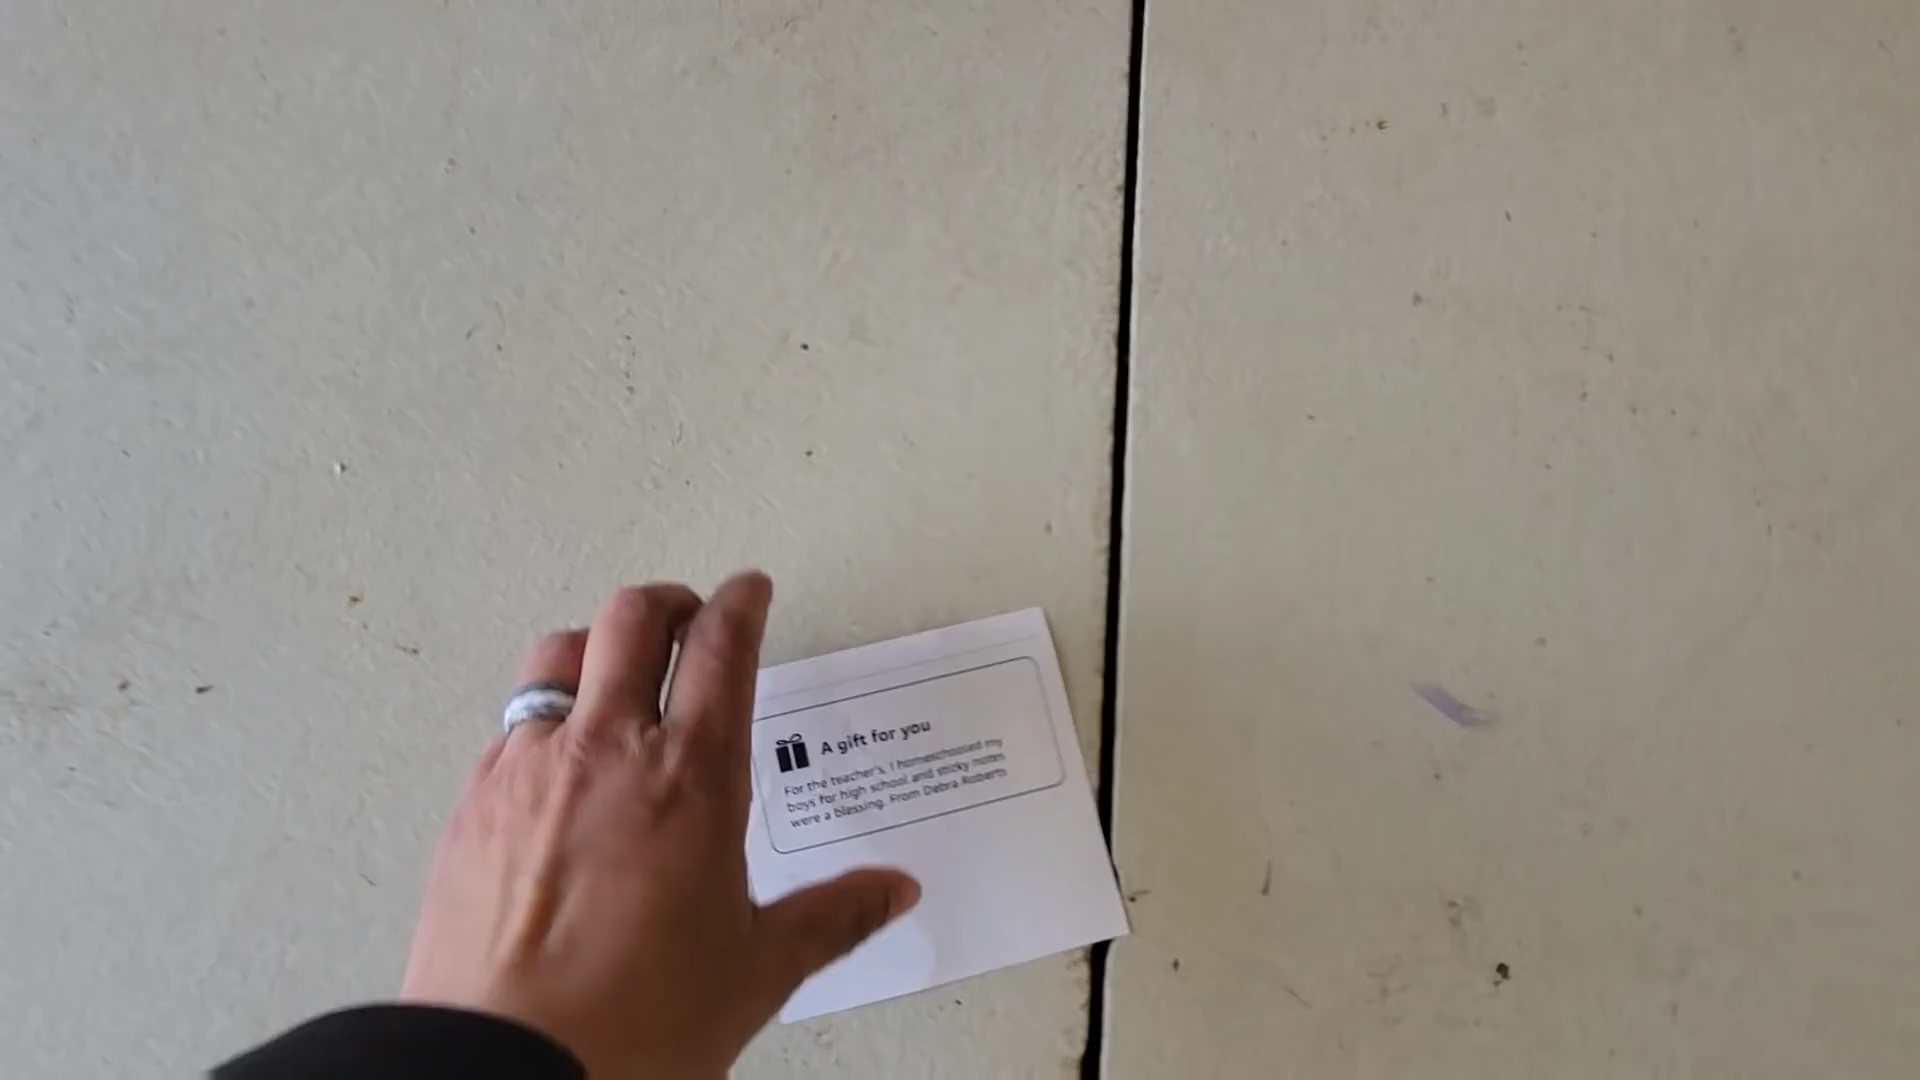 A gift for you
For the teacher's, I homeschooled my
boys for high school and sticky notes
were a blessing. From Debra Roberts